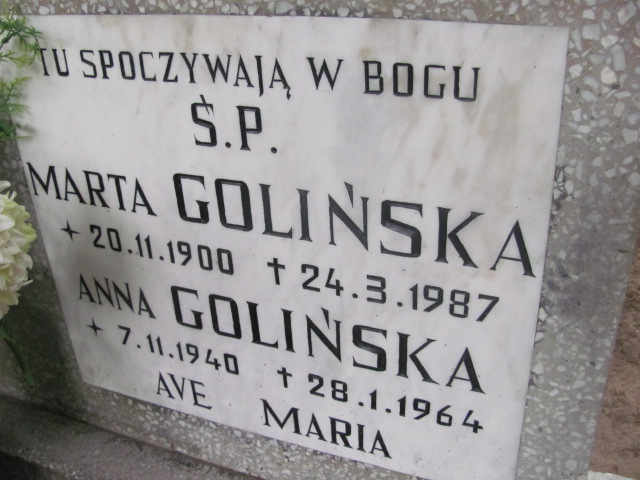 TU SPOCZYWAJĄ W BOGU
Ś.P.
MARTA GOLIŃSKA
+ 20.11.1900 † 24.3.1987
ANNA GOLIŃSKA
+ 7.11.1940 † 28.1.1964
AVE MARIA